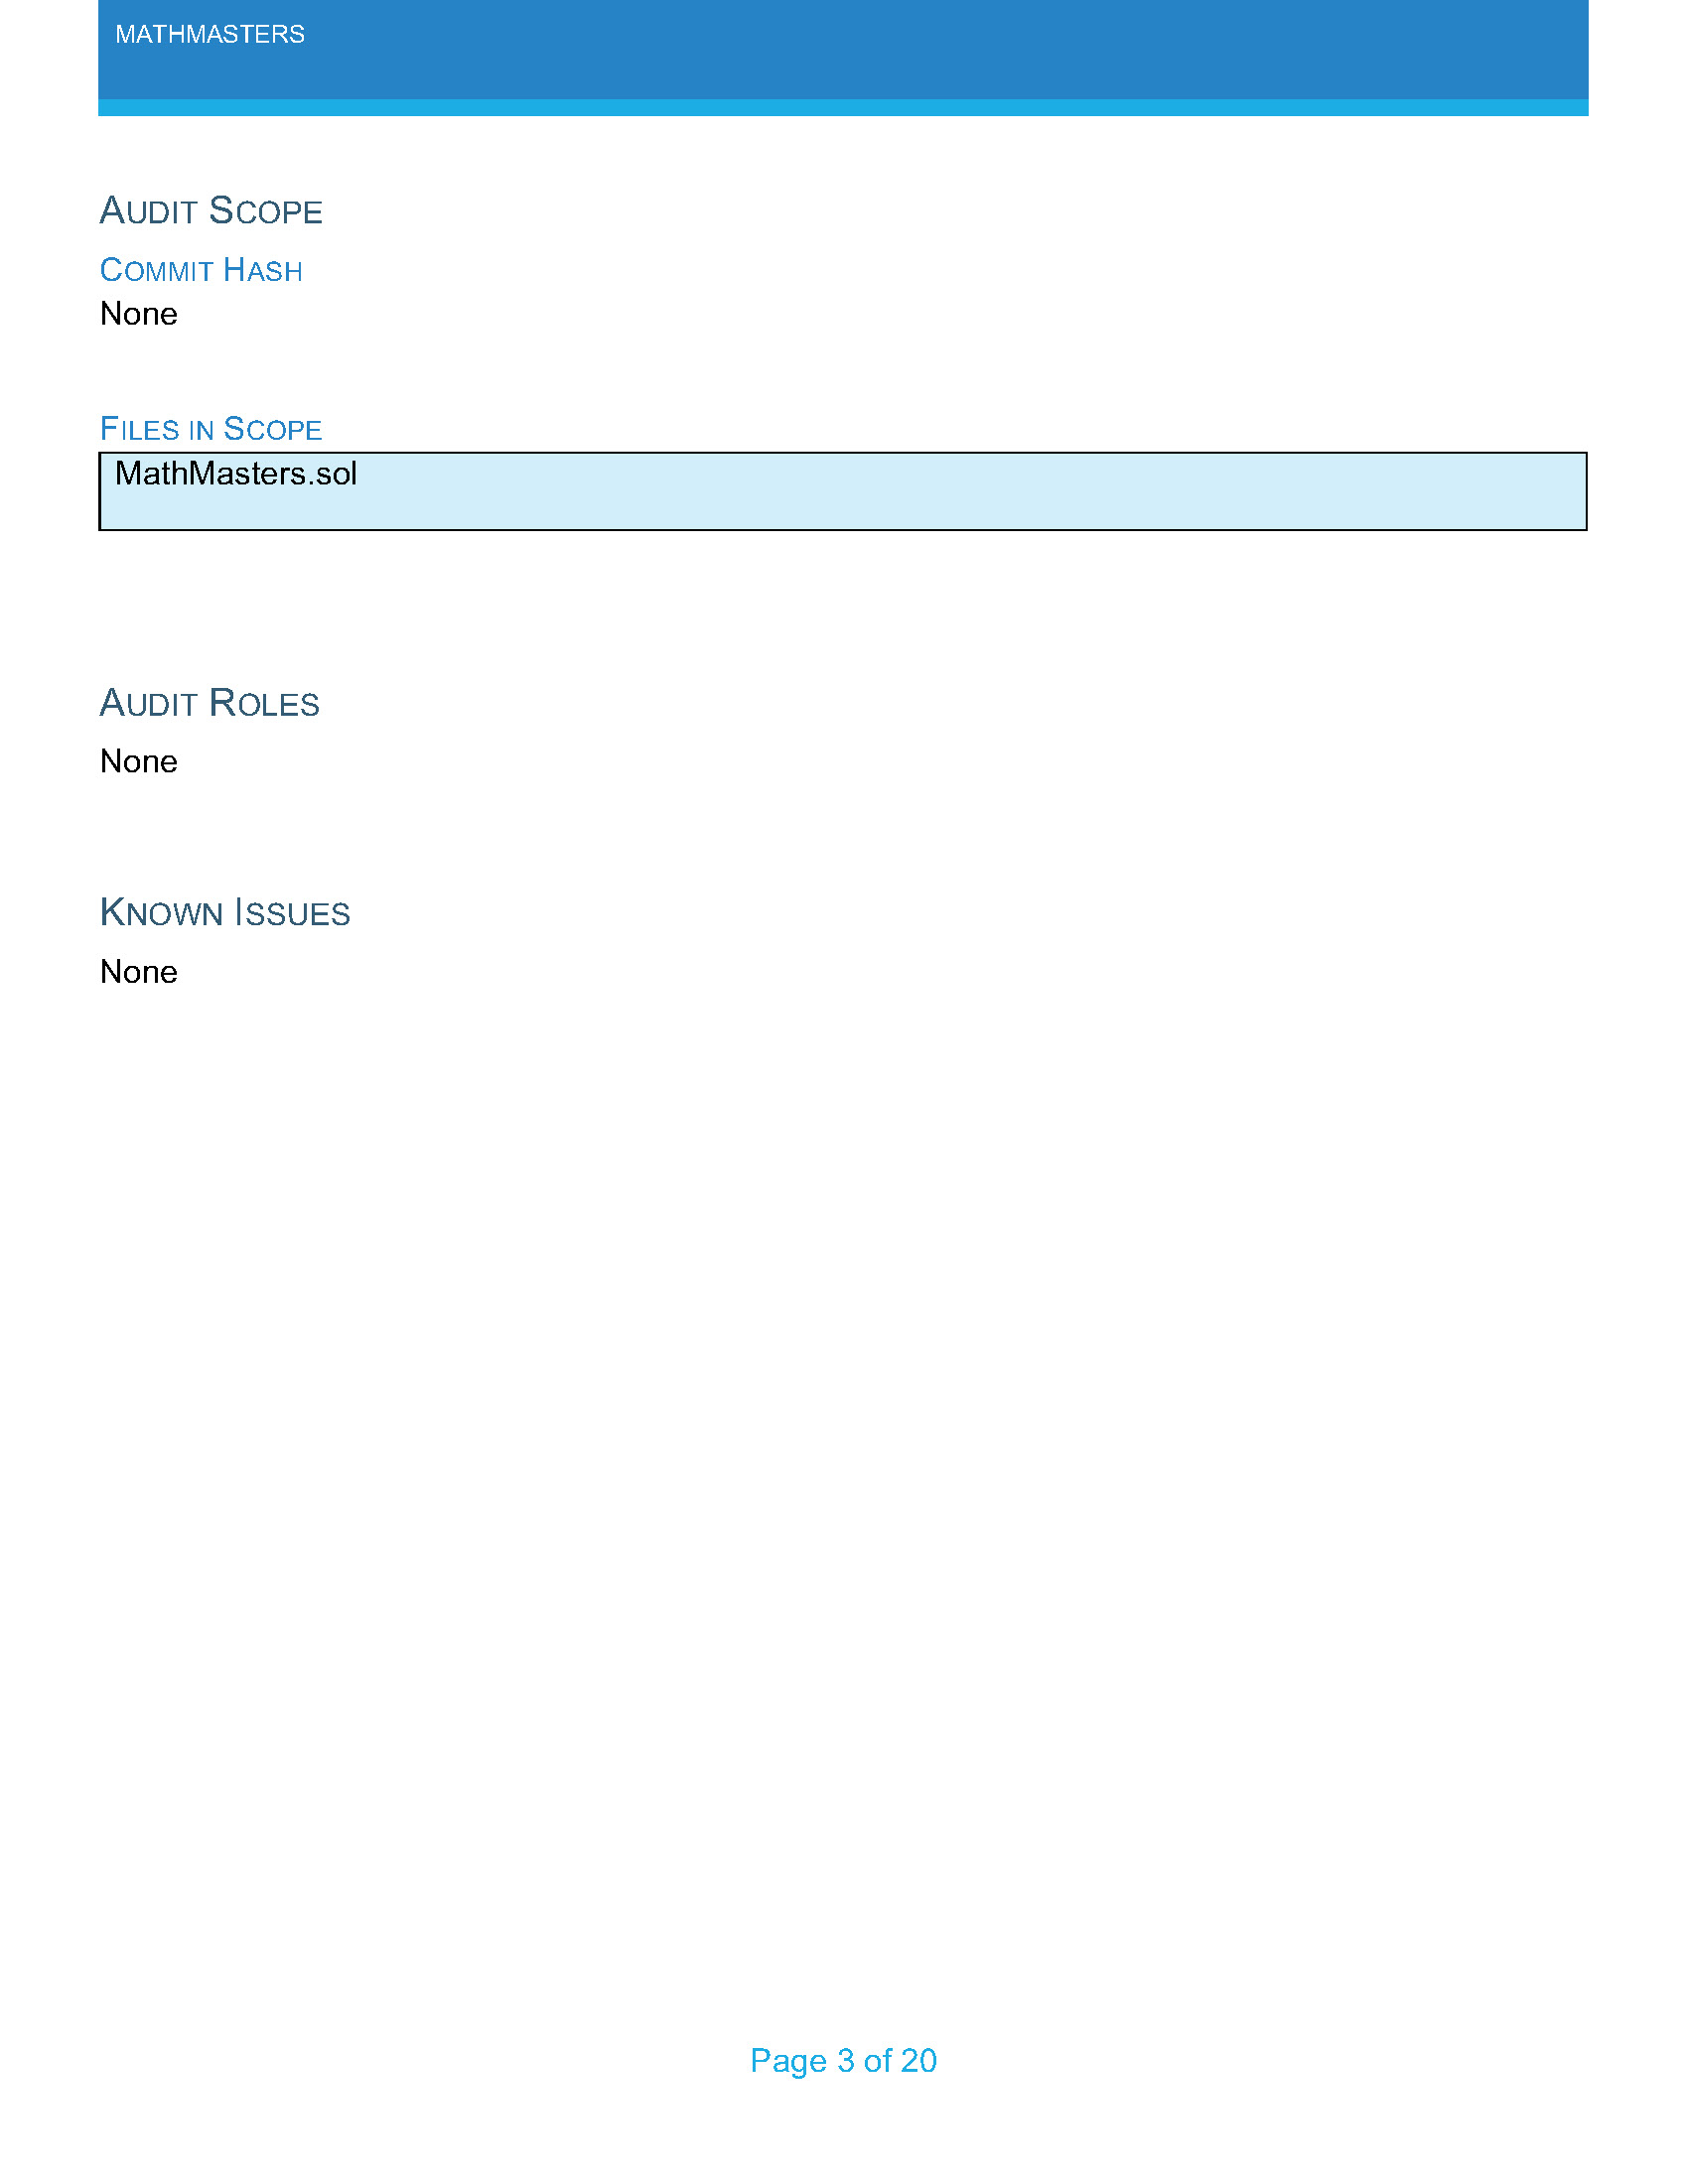 MATHMASTERS
AUDIT SCOPE
COMMIT HASH
None
FILES IN SCOPE
MathMasters.sol
AUDIT ROLES
None
KNOWN ISSUES
None
Page 3 of 20